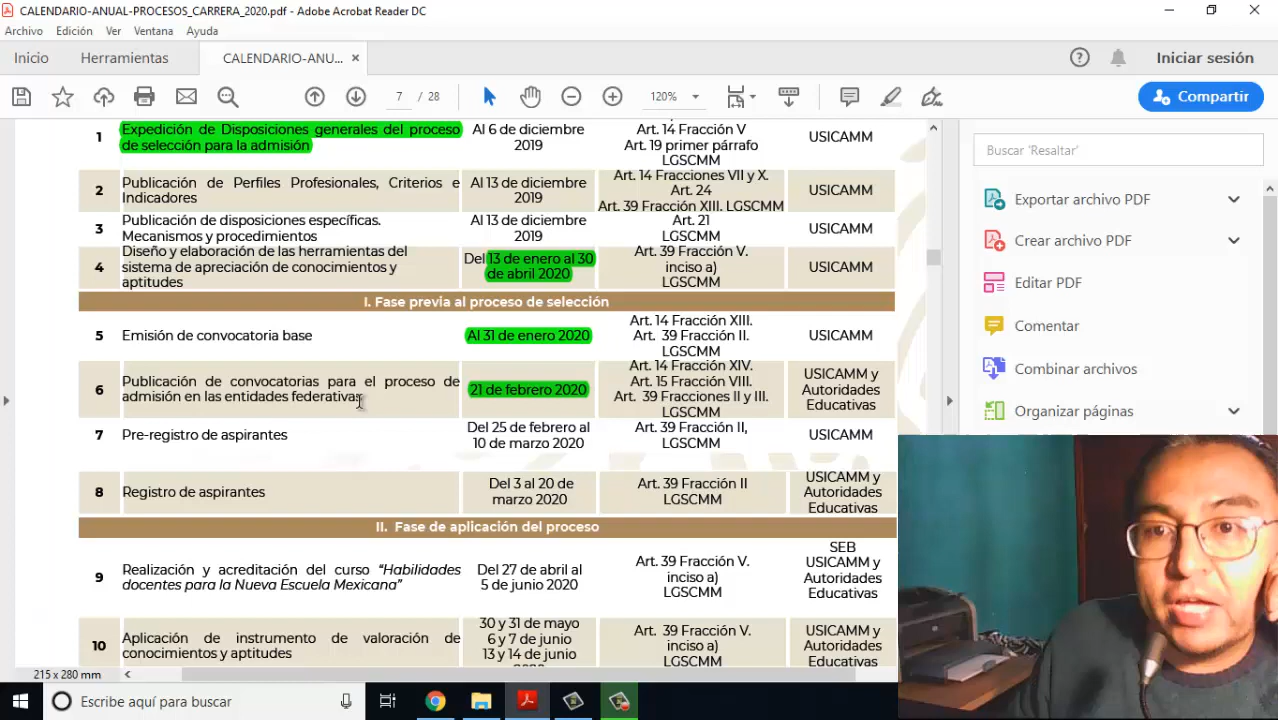 CALENDARIO-ANUAL-PROCESOS_CARRERA_2020.pdf - Adobe Acrobat Reader DC
Archivo Edición Ver Ventana Ayuda
Inicio Herramientas CALENDARIO-ANU... ×
Iniciar sesión
7 / 28 120% Compartir
1 Expedición de Disposiciones generales del proceso de selección para la admisión
Al 6 de diciembre 2019
Art. 14 Fracción V
Art. 19 primer párrafo
LGSCMM
USICAMM
2 Publicación de Perfiles Profesionales, Criterios e
Indicadores
Al 13 de diciembre
2019
Art. 14 Fracciones VII y X.
Art. 24
Art. 39 Fracción XIII. LGSCMM
USICAMM
3 Publicación de disposiciones específicas.
Mecanismos y procedimientos
Al 13 de diciembre
2019
Art. 21
LGSCMM
USICAMM
4 Diseño y elaboración de las herramientas del
sistema de apreciación de conocimientos y
aptitudes
Del 13 de enero al 30
de abril 2020
Art. 39 Fracción V.
inciso a)
LGSCMM
USICAMM
I. Fase previa al proceso de selección
5 Emisión de convocatoria base
Al 31 de enero 2020
Art. 14 Fracción XIII.
Art. 39 Fracción II.
LGSCMM
USICAMM
6 Publicación de convocatorias para el proceso de
admisión en las entidades federativas
21 de febrero 2020
Art. 14 Fracción XIV.
Art. 15 Fracción VIII.
Art. 39 Fracciones II y III.
LGSCMM
USICAMM y
Autoridades
Educativas
7 Pre-registro de aspirantes
Del 25 de febrero al
10 de marzo 2020
Art. 39 Fracción II,
LGSCMM
USICAMM
8 Registro de aspirantes
Del 3 al 20 de
marzo 2020
Art. 39 Fracción II
LGSCMM
USICAMM y
Autoridades
Educativas
II. Fase de aplicación del proceso
9 Realización y acreditación del curso “Habilidades
docentes para la Nueva Escuela Mexicana”
Del 27 de abril al
5 de junio 2020
Art. 39 Fracción V.
inciso a)
LGSCMM
SEB
USICAMM y
Autoridades
Educativas
10 Aplicación de instrumento de valoración de
conocimientos y aptitudes
30 y 31 de mayo
6 y 7 de junio
13 y 14 de junio
Art. 39 Fracción V.
inciso a)
LGSCMM
USICAMM y
Autoridades
Educativas
215 x 280 mm
Buscar 'Resaltar'
Exportar archivo PDF
Crear archivo PDF
Editar PDF
Comentar
Combinar archivos
Organizar páginas
Escribe aquí para buscar